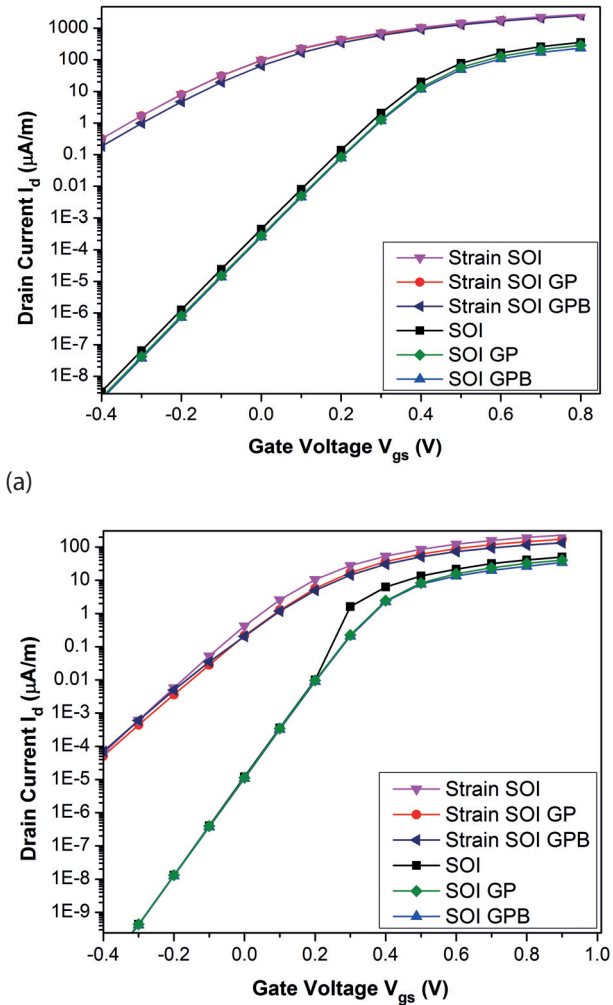 1000
100
10
1
0.1
0.01
1E-3
1E-4
1E-5
1E-6
1E-7
1E-8
Drain Current I_d (μA/m)
Strain SOI
Strain SOI GP
Strain SOI GPB
SOI
SOI GP
SOI GPB
-0.4 -0.2 0.0 0.2 0.4 0.6 0.8
Gate Voltage V_gs (V)
(a)
100
10
1
0.1
0.01
1E-3
1E-4
1E-5
1E-6
1E-7
1E-8
1E-9
Drain Current I_d (μA/m)
Strain SOI
Strain SOI GP
Strain SOI GPB
SOI
SOI GP
SOI GPB
-0.4 -0.2 0.0 0.2 0.4 0.6 0.8 1.0
Gate Voltage V_gs (V)